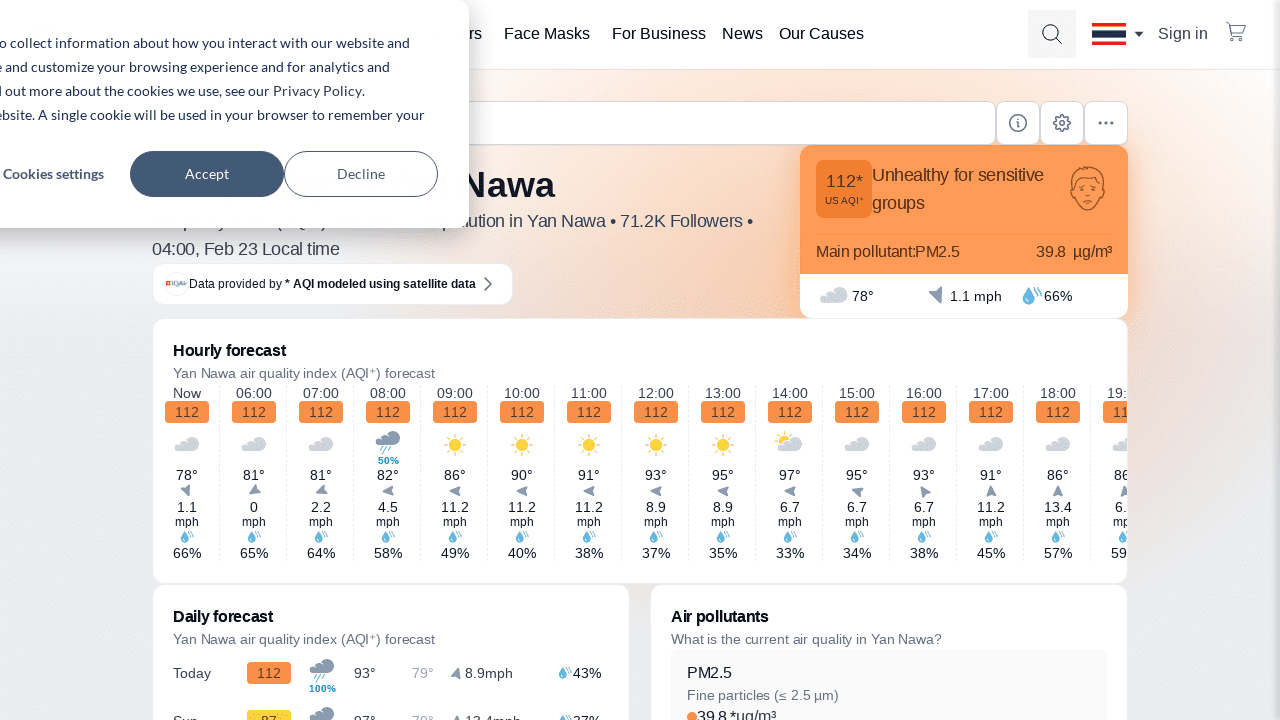 rs Face Masks For Business News Our Causes Sign in
o collect information about how you interact with our website and
e and customize your browsing experience and for analytics and
d out more about the cookies we use, see our Privacy Policy.
ebsite. A single cookie will be used in your browser to remember your
Cookies settings Accept Decline
Nawa
ution in Yan Nawa • 71.2K Followers •
04:00, Feb 23 Local time
IQAir Data provided by * AQI modeled using satellite data
112*
US AQI⁺
Unhealthy for sensitive
groups
Main pollutant: PM2.5 39.8 µg/m³
78° 1.1 mph 66%
Hourly forecast
Yan Nawa air quality index (AQI⁺) forecast
Now 06:00 07:00 08:00 09:00 10:00 11:00 12:00 13:00 14:00 15:00 16:00 17:00 18:00 19:
112 112 112 112 112 112 112 112 112 112 112 112 112 112 11
50%
78° 81° 81° 82° 86° 90° 91° 93° 95° 97° 95° 93° 91° 86° 86
1.1 0 2.2 4.5 11.2 11.2 11.2 8.9 8.9 6.7 6.7 6.7 11.2 13.4 6.
mph mph mph mph mph mph mph mph mph mph mph mph mph mph mp
66% 65% 64% 58% 49% 40% 38% 37% 35% 33% 34% 38% 45% 57% 59
Daily forecast
Yan Nawa air quality index (AQI⁺) forecast
Today 112 100% 93° 79° 8.9mph 43%
Air pollutants
What is the current air quality in Yan Nawa?
PM2.5
Fine particles (≤ 2.5 µm)
39.8 *µg/m³